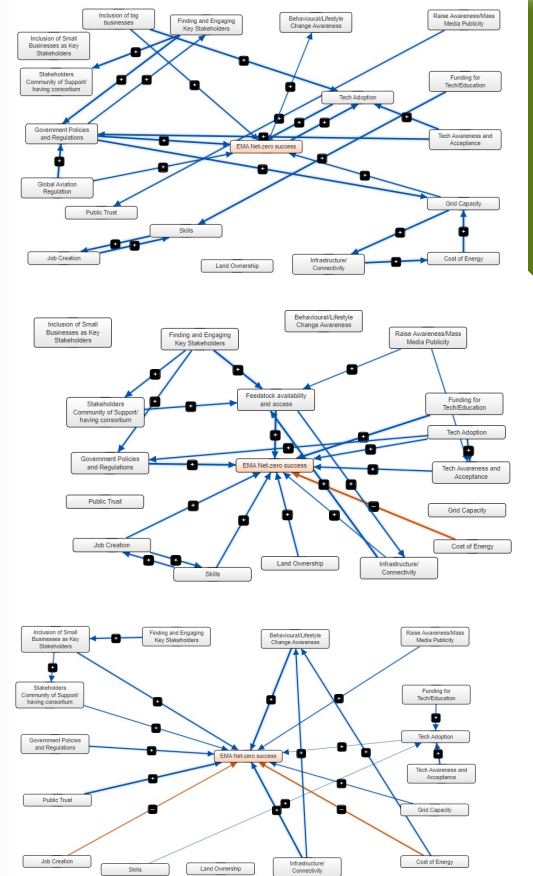 Inclusion of big
businesses
Finding and Engaging
Key Stakeholders
Behavioural/Lifestyle
Change Awareness
Raise Awareness/Mass
Media Publicity
Inclusion of Small
Businesses as Key
Stakeholders
Stakeholders
Community of Support/
having consortium
Funding for
Tech/Education
Tech Adoption
Government Policies
and Regulations
EMA Net-zero success
Tech Awareness and
Acceptance
Global Aviation
Regulation
Public Trust
Grid Capacity
Skills
Job Creation
Land Ownership
Infrastructure/
Connectivity
Cost of Energy
Inclusion of Small
Businesses as Key
Stakeholders
Finding and Engaging
Key Stakeholders
Behavioural/Lifestyle
Change Awareness
Raise Awareness/Mass
Media Publicity
Stakeholders
Community of Support/
having consortium
Feedstock availability
and access
Funding for
Tech/Education
Tech Adoption
Government Policies
and Regulations
EMA Net-zero success
Tech Awareness and
Acceptance
Public Trust
Grid Capacity
Job Creation
Skills
Land Ownership
Infrastructure/
Connectivity
Cost of Energy
Inclusion of Small
Businesses as Key
Stakeholders
Finding and Engaging
Key Stakeholders
Behavioural/Lifestyle
Change Awareness
Raise Awareness/Mass
Media Publicity
Stakeholders
Community of Support/
having consortium
Funding for
Tech/Education
Government Policies
and Regulations
Tech Adoption
EMA Net-zero success
Tech Awareness and
Acceptance
Public Trust
Grid Capacity
Job Creation
Skills
Land Ownership
Infrastructure/
Connectivity
Cost of Energy